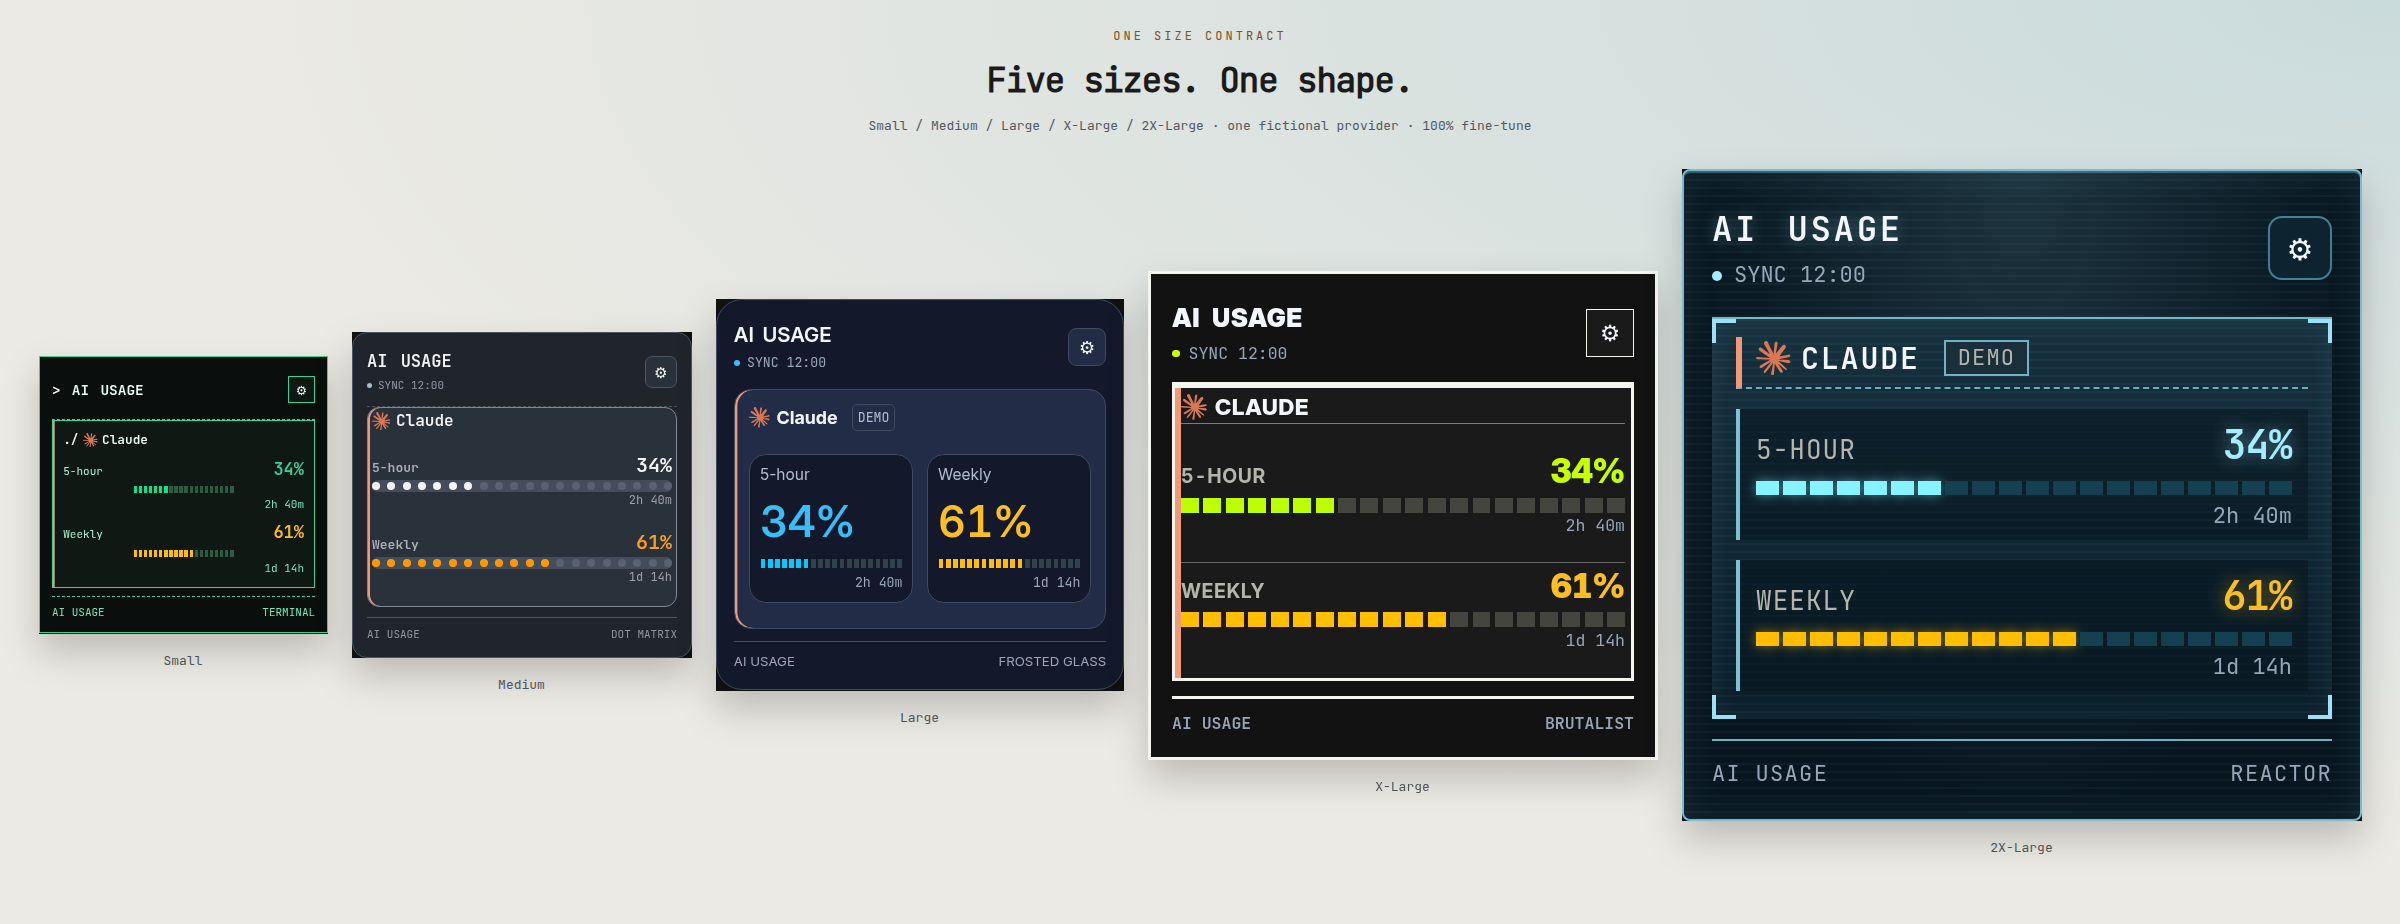 ONE SIZE CONTRACT
Five sizes. One shape.
Small / Medium / Large / X-Large / 2X-Large · one fictional provider · 100% fine-tune
> AI USAGE
./ Claude
5-hour 34%
2h 40m
Weekly 61%
1d 14h
AI USAGE TERMINAL
Small
AI USAGE
SYNC 12:00
Claude
5-hour 34%
2h 40m
Weekly 61%
1d 14h
AI USAGE DOT MATRIX
Medium
AI USAGE
SYNC 12:00
Claude DEMO
5-hour Weekly
34% 61%
2h 40m 1d 14h
AI USAGE FROSTED GLASS
Large
AI USAGE
SYNC 12:00
CLAUDE
5-HOUR 34%
2h 40m
WEEKLY 61%
1d 14h
AI USAGE BRUTALIST
X-Large
AI USAGE
SYNC 12:00
CLAUDE DEMO
5-HOUR 34%
2h 40m
WEEKLY 61%
1d 14h
AI USAGE REACTOR
2X-Large